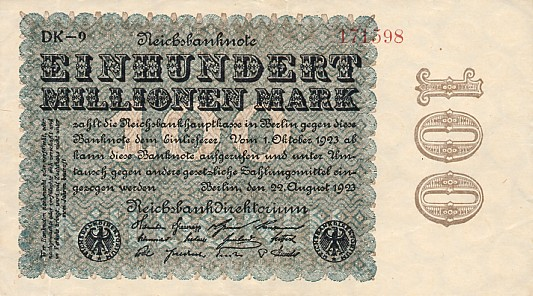 DK-9 Reichsbanknote 171598
EINHUNDERT
MILLIONEN MARK
zahlt die Reichsbankhauptkasse in Berlin gegen diese
Banknote dem Einlieferer. Vom 1. Oktober 1923 ab
kann diese Banknote aufgerufen und unter Um-
tausch gegen andere gesetzliche Zahlungsmittel ein-
gezogen werden Berlin, den 22. August 1923
Reichsbankdirektorium
100